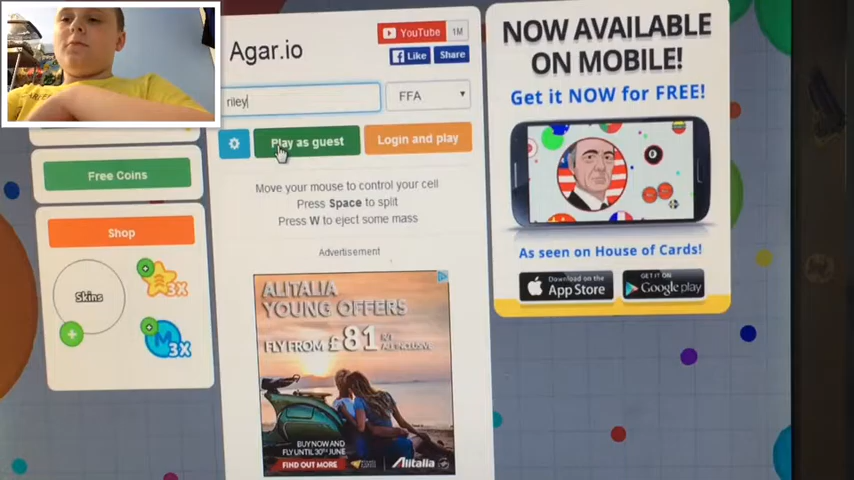 Agar.io
YouTube 1M
Like Share
riley
FFA
Play as guest
Login and play
Move your mouse to control your cell
Press Space to split
Press W to eject some mass
Advertisement
ALITALIA
YOUNG OFFERS
FLY FROM £81
ALL INCLUSIVE
BUY NOW AND
FLY UNTIL 30TH JUNE
FIND OUT MORE
Alitalia
Free Coins
Shop
Skins
3X
M
3X
NOW AVAILABLE
ON MOBILE!
Get it NOW for FREE!
8
As seen on House of Cards!
Download on the
App Store
GET IT ON
Google play